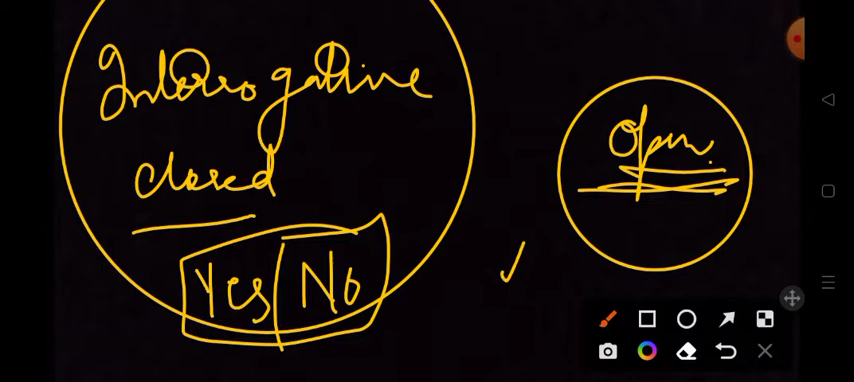 Interrogative
closed
Yes No
Open.